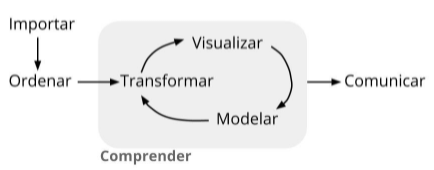 Importar
Visualizar
Ordenar
Transformar
Comunicar
Modelar
Comprender